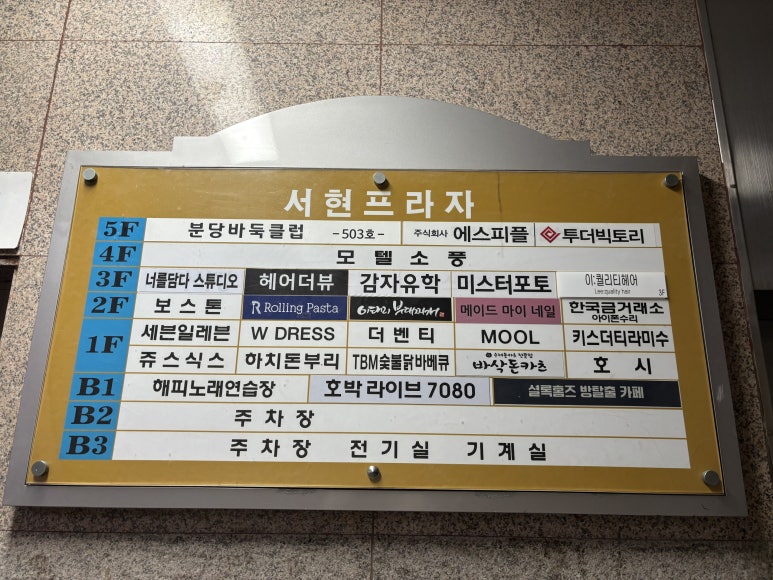 서현프라자
5F 분당바둑클럽 -503호- 주식회사 에스피플 투더빅토리
4F 모텔소풍
3F 너를담다 스튜디오 헤어더뷰 감자유학 미스터포토 이:퀄리티헤어
Lee:quality hair 3F
2F 보스톤 R Rolling Pasta 메이드 마이 네일 한국금거래소
아이폰수리
1F 세븐일레븐 W DRESS 더벤티 MOOL 키스더티라미수
쥬스식스 하치돈부리 TBM숯불닭바베큐 바삭돈카츠 호시
B1 해피노래연습장 호박라이브 7080 셜록홈즈 방탈출 카페
B2 주차장
B3 주차장 전기실 기계실